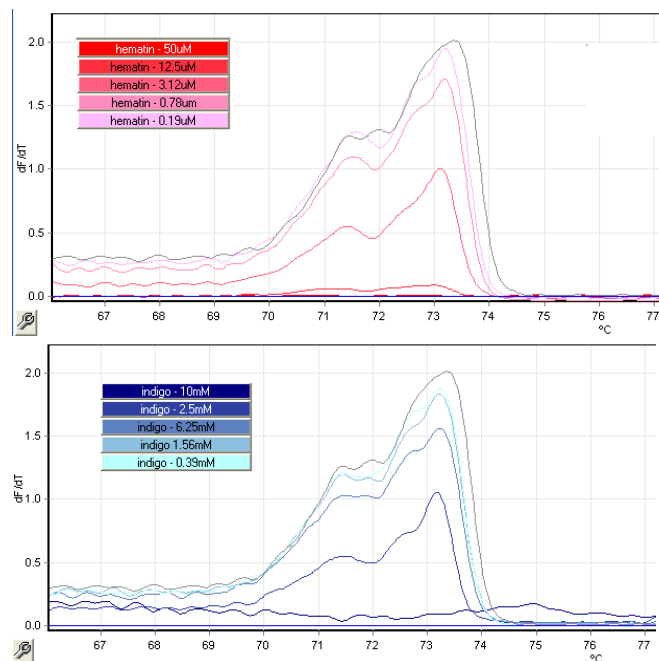 2.0
hematin - 50uM
hematin - 12.5uM
hematin - 3.12uM
hematin - 0.78um
hematin - 0.19uM
1.5
1.0
0.5
0.0
dF/dT
67 68 69 70 71 72 73 74 75 76 77
°C
2.0
indigo - 10mM
indigo - 2.5mM
indigo - 6.25mM
indigo 1.56mM
indigo - 0.39mM
1.5
1.0
0.5
0.0
dF/dT
67 68 69 70 71 72 73 74 75 76 77
°C